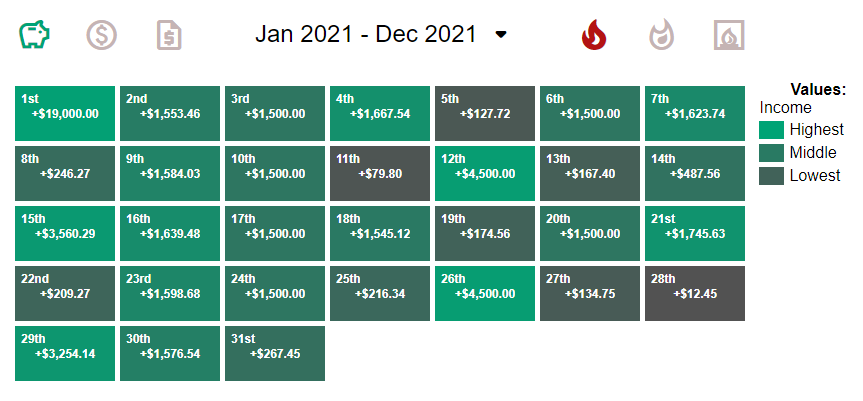 Jan 2021 - Dec 2021
Values:
Income
Highest
Middle
Lowest
1st
+$19,000.00
2nd
+$1,553.46
3rd
+$1,500.00
4th
+$1,667.54
5th
+$127.72
6th
+$1,500.00
7th
+$1,623.74
8th
+$246.27
9th
+$1,584.03
10th
+$1,500.00
11th
+$79.80
12th
+$4,500.00
13th
+$167.40
14th
+$487.56
15th
+$3,560.29
16th
+$1,639.48
17th
+$1,500.00
18th
+$1,545.12
19th
+$174.56
20th
+$1,500.00
21st
+$1,745.63
22nd
+$209.27
23rd
+$1,598.68
24th
+$1,500.00
25th
+$216.34
26th
+$4,500.00
27th
+$134.75
28th
+$12.45
29th
+$3,254.14
30th
+$1,576.54
31st
+$267.45